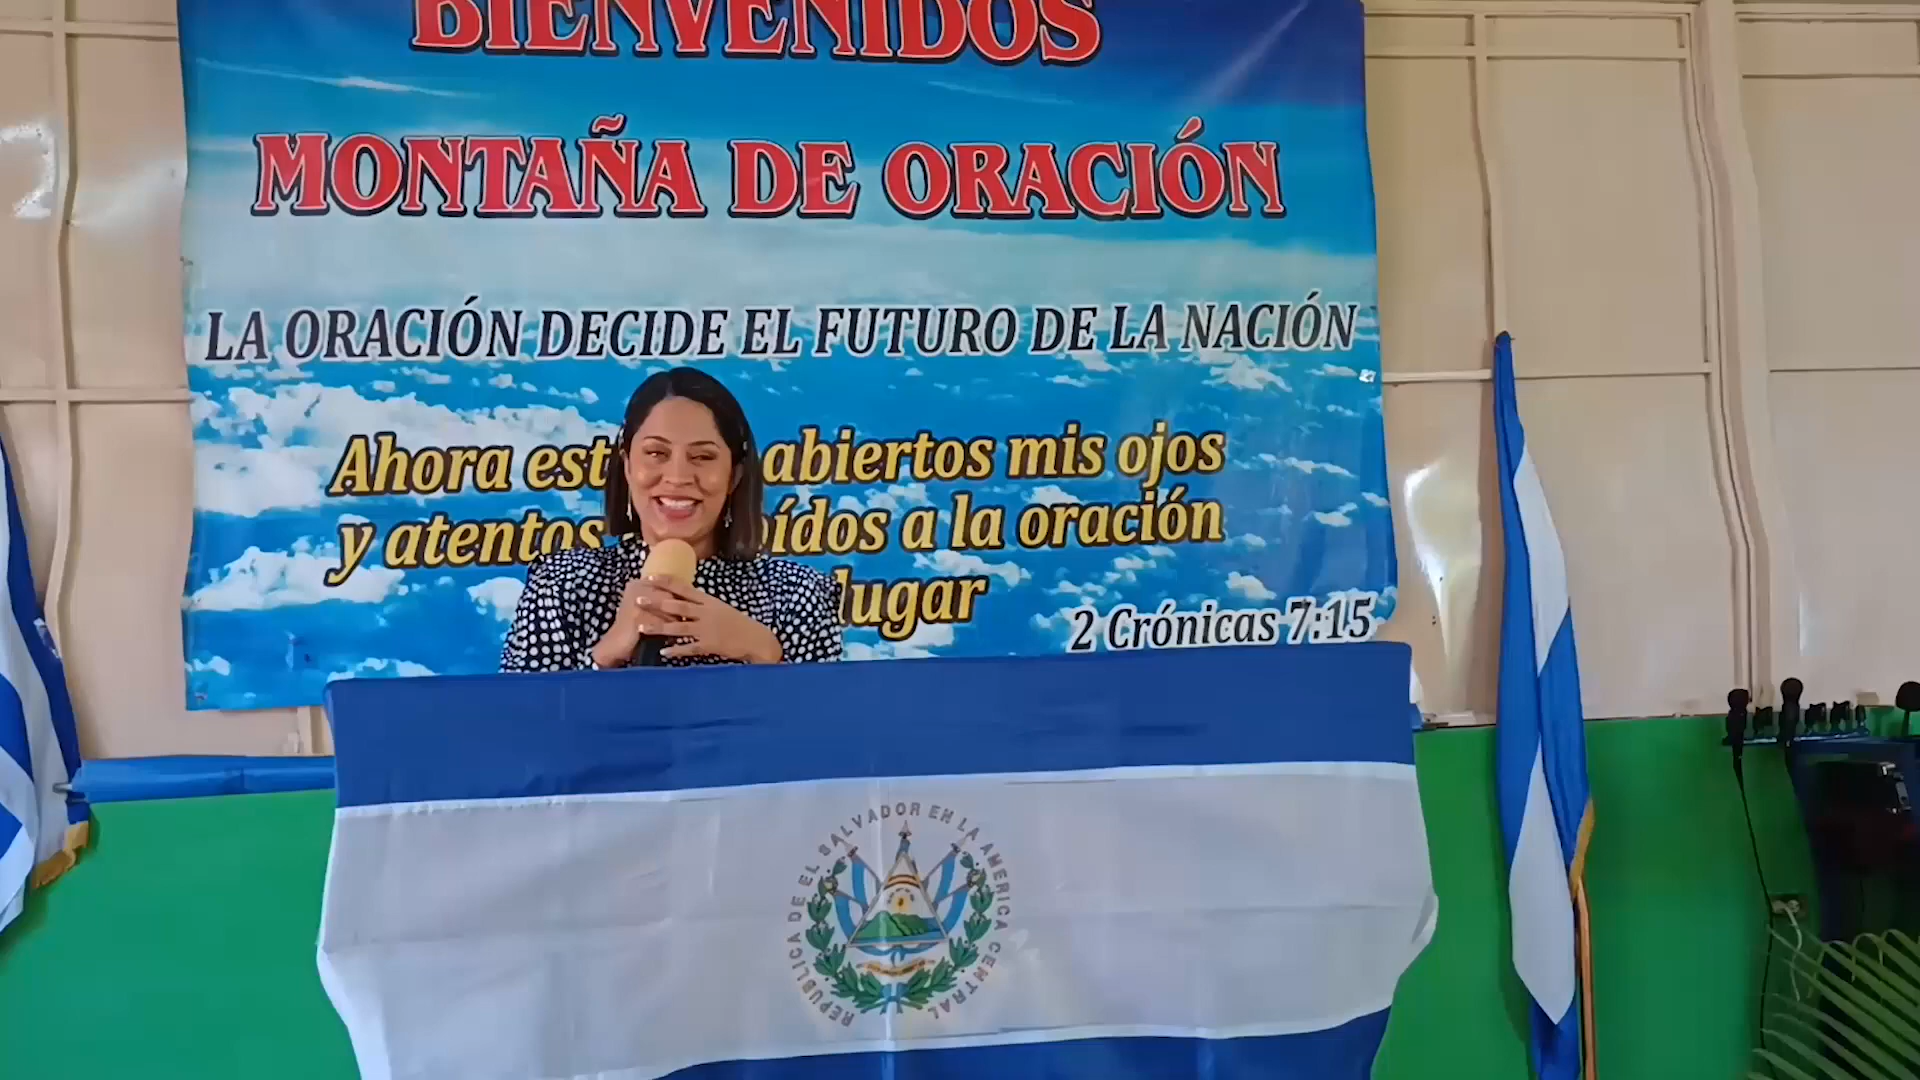 BIENVENIDOS
MONTAÑA DE ORACIÓN
LA ORACIÓN DECIDE EL FUTURO DE LA NACIÓN
Ahora est abiertos mis ojos
y atentos oídos a la oración
lugar
2 Crónicas 7:15
REPUBLICA DE EL SALVADOR EN LA AMERICA CENTRAL